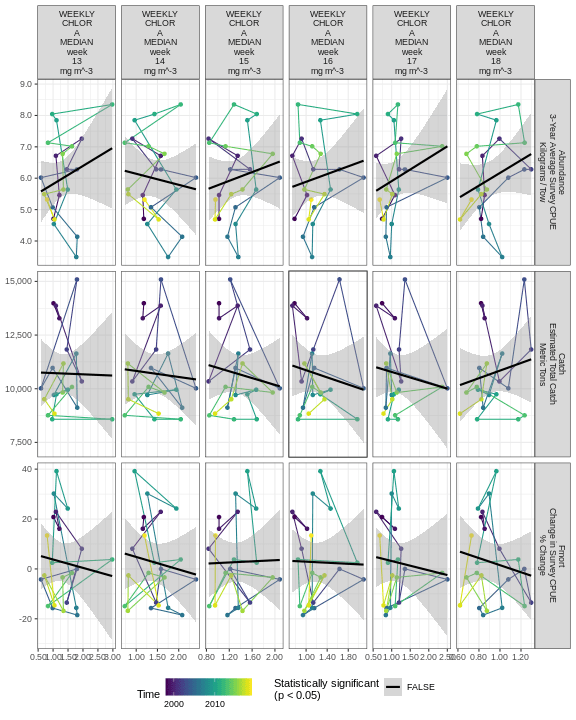 WEEKLY
CHLOR
A
MEDIAN
week
13
mg m^-3
WEEKLY
CHLOR
A
MEDIAN
week
14
mg m^-3
WEEKLY
CHLOR
A
MEDIAN
week
15
mg m^-3
WEEKLY
CHLOR
A
MEDIAN
week
16
mg m^-3
WEEKLY
CHLOR
A
MEDIAN
week
17
mg m^-3
WEEKLY
CHLOR
A
MEDIAN
week
18
mg m^-3
9.0
8.0
7.0
6.0
5.0
4.0
Abundance
3-Year Average Survey CPUE
Kilograms / Tow
15,000
12,500
10,000
7,500
Catch
Estimated Total Catch
Metric Tons
40
20
0
-20
Fmort
Change in Survey CPUE
% Change
0.50 1.00 1.50 2.00 2.50 3.00
1.00 1.50 2.00
0.80 1.20 1.60 2.00
1.00 1.40 1.80
0.50 1.00 1.50 2.00 2.50
0.60 0.80 1.00 1.20
Time
2000 2010
Statistically significant
(p < 0.05)
FALSE